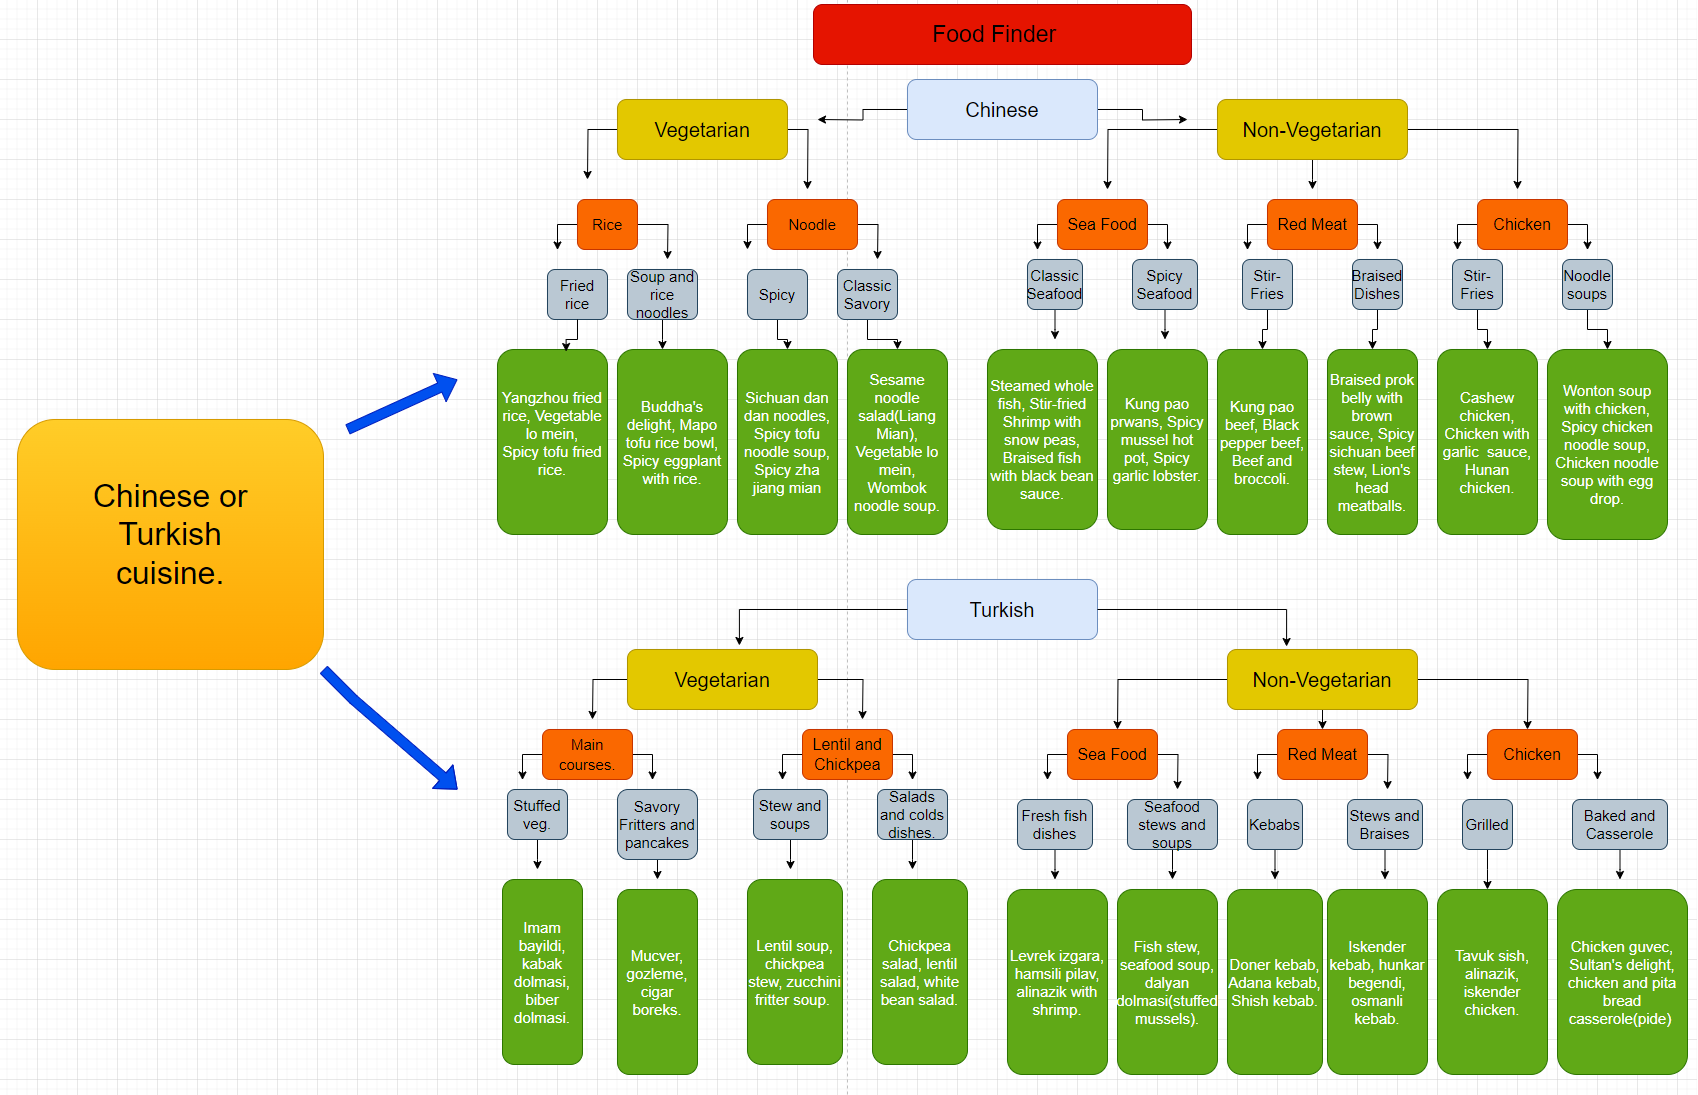 Food Finder
Chinese
Vegetarian
Non-Vegetarian
Rice
Noodle
Sea Food
Red Meat
Chicken
Fried
rice
Soup and
rice
noodles
Spicy
Classic
Savory
Classic
Seafood
Spicy
Seafood
Stir-
Fries
Braised
Dishes
Stir-
Fries
Noodle
soups
Yangzhou fried
rice, Vegetable
lo mein,
Spicy tofu fried
rice.
Buddha's
delight, Mapo
tofu rice bowl,
Spicy eggplant
with rice.
Sichuan dan
dan noodles,
Spicy tofu
noodle soup,
Spicy zha
jiang mian
Sesame
noodle
salad(Liang
Mian),
Vegetable lo
mein,
Wombok
noodle soup.
Steamed whole
fish, Stir-fried
Shrimp with
snow peas,
Braised fish
with black bean
sauce.
Kung pao
prwans, Spicy
mussel hot
pot, Spicy
garlic lobster.
Kung pao
beef, Black
pepper beef,
Beef and
broccoli.
Braised prok
belly with
brown
sauce, Spicy
sichuan beef
stew, Lion's
head
meatballs.
Cashew
chicken,
Chicken with
garlic sauce,
Hunan
chicken.
Wonton soup
with chicken,
Spicy chicken
noodle soup,
Chicken noodle
soup with egg
drop.
Chinese or
Turkish
cuisine.
Turkish
Vegetarian
Non-Vegetarian
Main
courses.
Lentil and
Chickpea
Sea Food
Red Meat
Chicken
Stuffed
veg.
Savory
Fritters and
pancakes
Stew and
soups
Salads
and colds
dishes.
Fresh fish
dishes
Seafood
stews and
soups
Kebabs
Stews and
Braises
Grilled
Baked and
Casserole
Imam
bayildi,
kabak
dolmasi,
biber
dolmasi.
Mucver,
gozleme,
cigar
boreks.
Lentil soup,
chickpea
stew, zucchini
fritter soup.
Chickpea
salad, lentil
salad, white
bean salad.
Levrek izgara,
hamsili pilav,
alinazik with
shrimp.
Fish stew,
seafood soup,
dalyan
dolmasi(stuffed
mussels).
Doner kebab,
Adana kebab,
Shish kebab.
Iskender
kebab, hunkar
begendi,
osmanli
kebab.
Tavuk sish,
alinazik,
iskender
chicken.
Chicken guvec,
Sultan's delight,
chicken and pita
bread
casserole(pide)